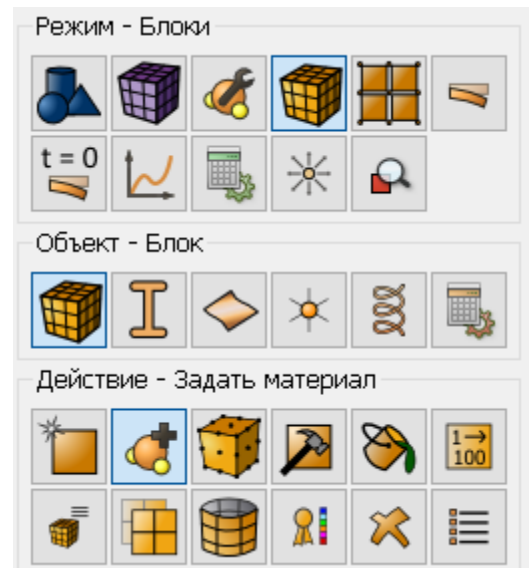 Режим - Блоки
t = 0
Объект - Блок
Действие - Задать материал
1→
100